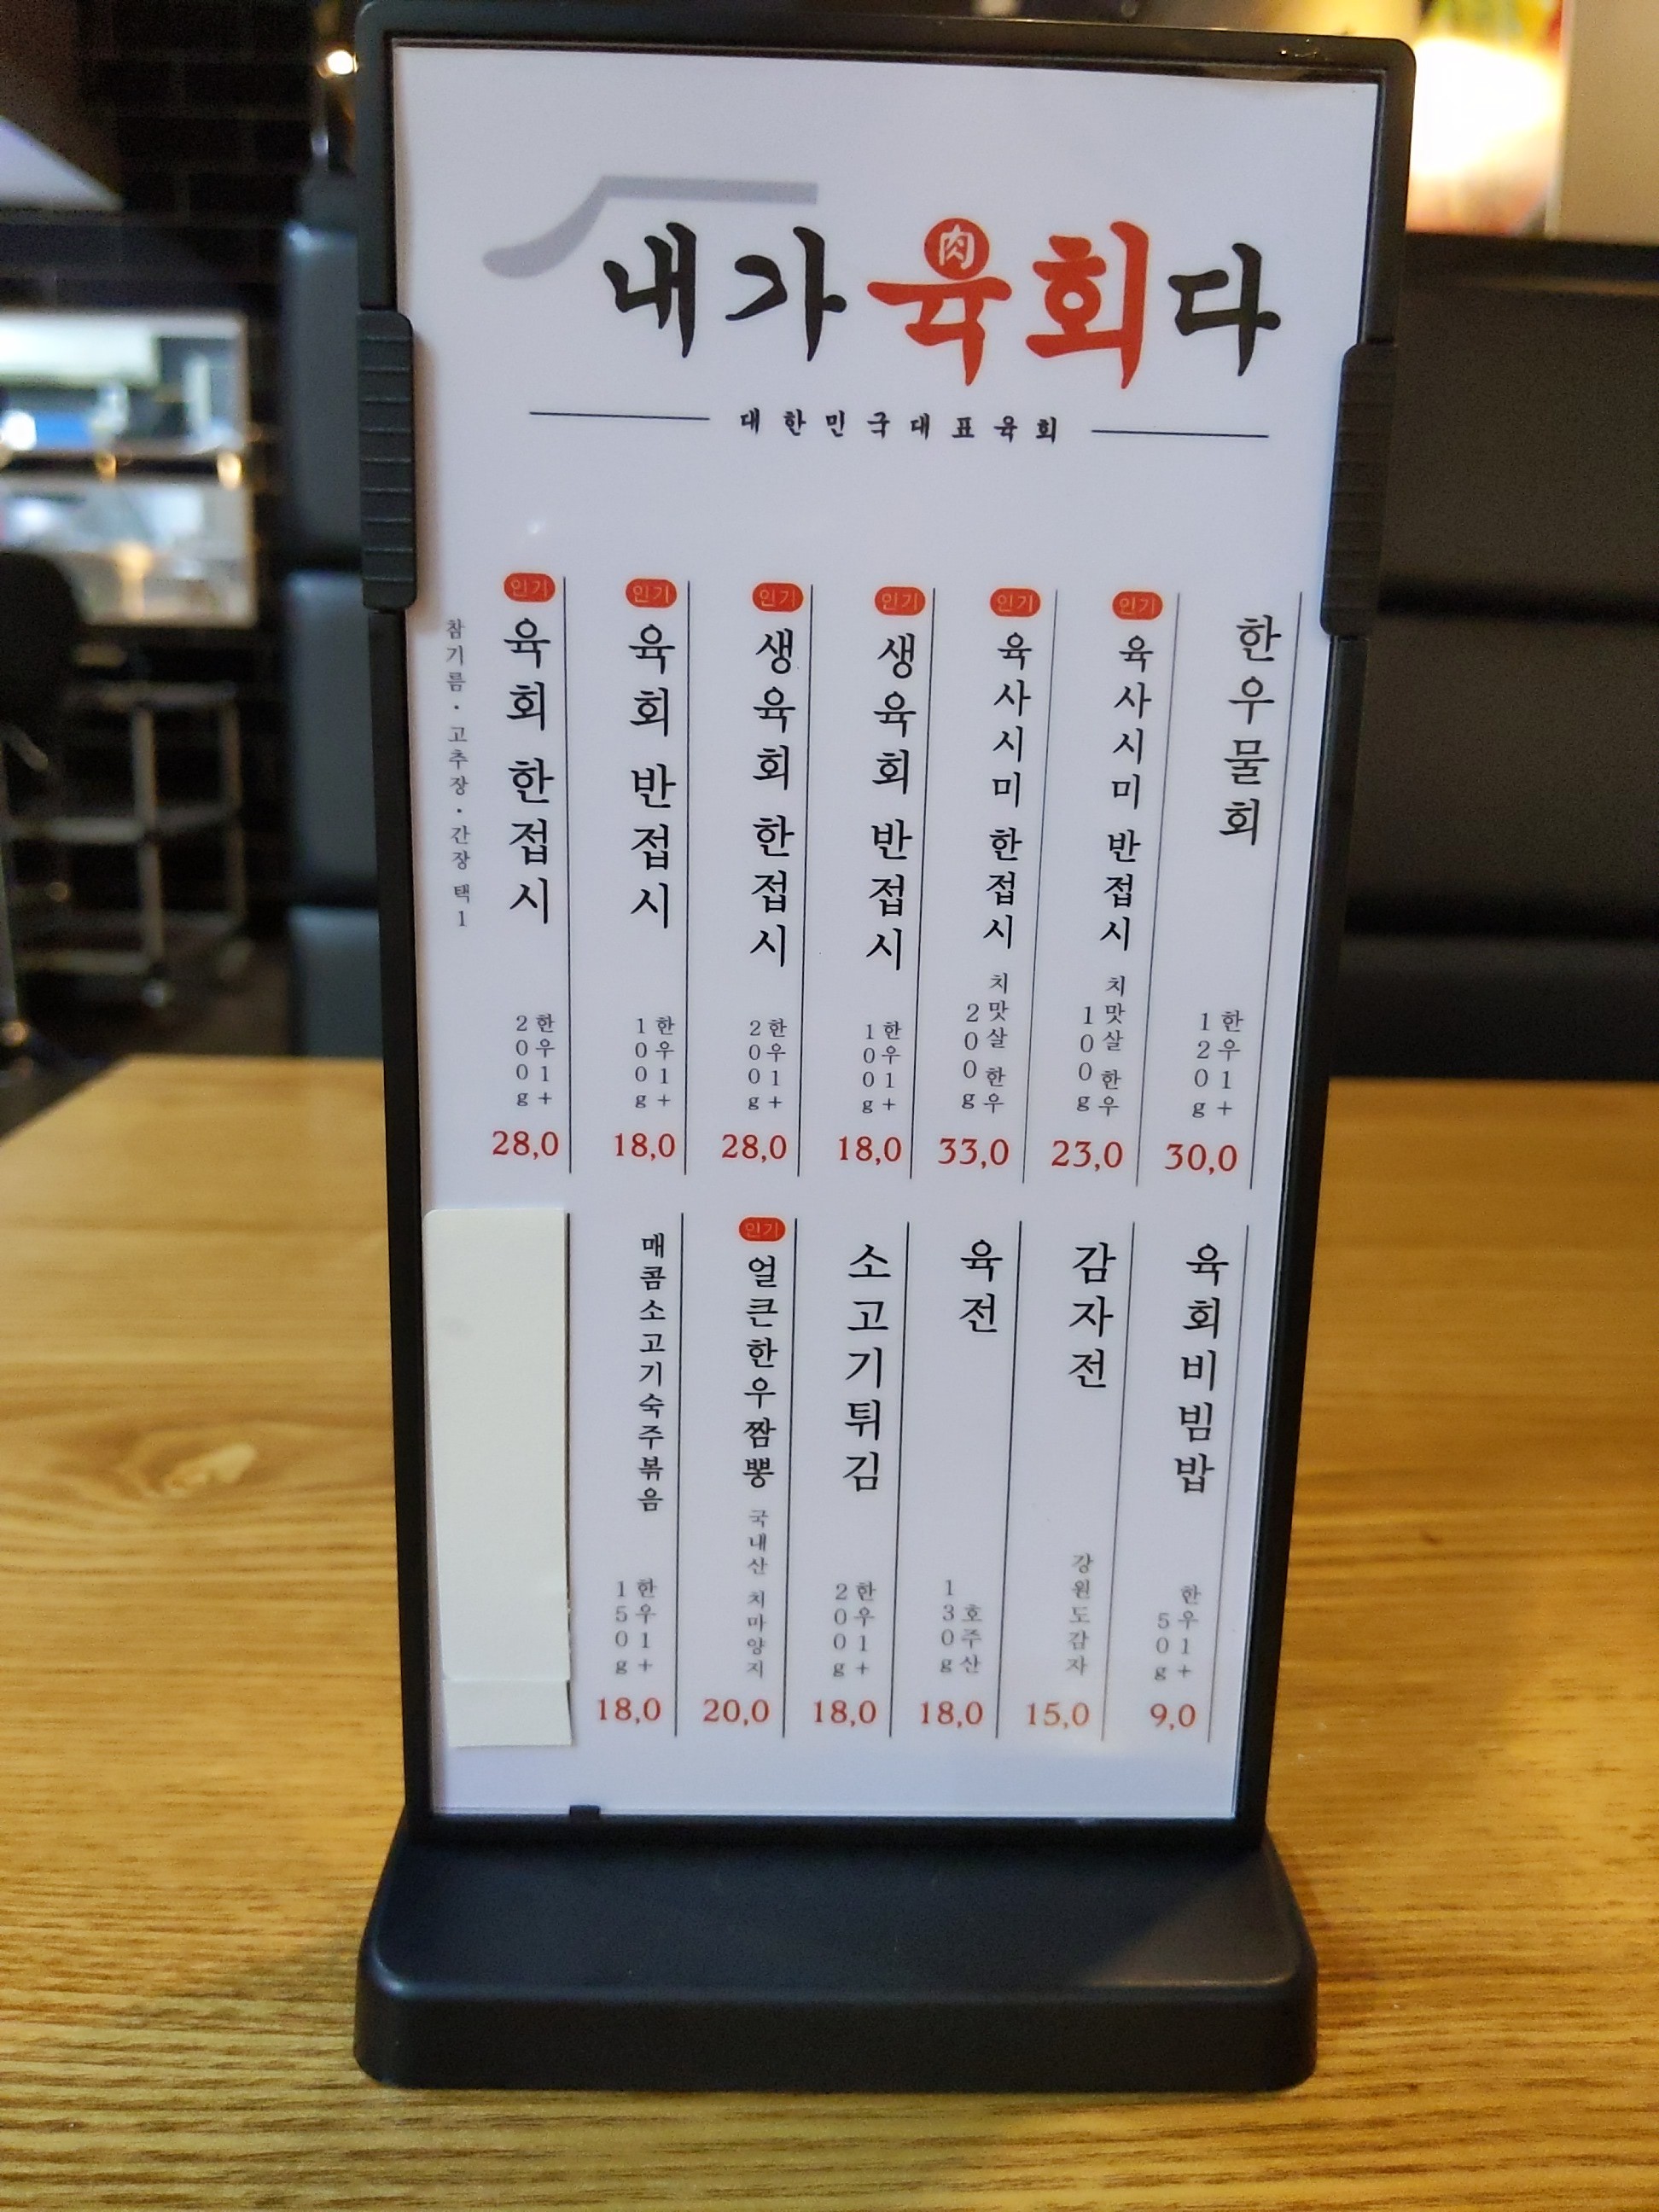 내가육회다
肉
대한민국대표육회
인기
육회 한접시
참기름·고추장·간장 택1
한우1+
200g
28,0
인기
육회 반접시
한우1+
100g
18,0
인기
생육회 한접시
한우1+
200g
28,0
인기
생육회 반접시
한우1+
100g
18,0
인기
육사시미 한접시
치맛살 한우
200g
33,0
인기
육사시미 반접시
치맛살 한우
100g
23,0
한우물회
한우1+
120g
30,0
매콤소고기숙주볶음
한우1+
150g
18,0
인기
얼큰한우짬뽕
국내산 치마양지
20,0
소고기튀김
한우1+
200g
18,0
육전
호주산
130g
18,0
감자전
강원도감자
15,0
육회비빔밥
한우1+
50g
9,0